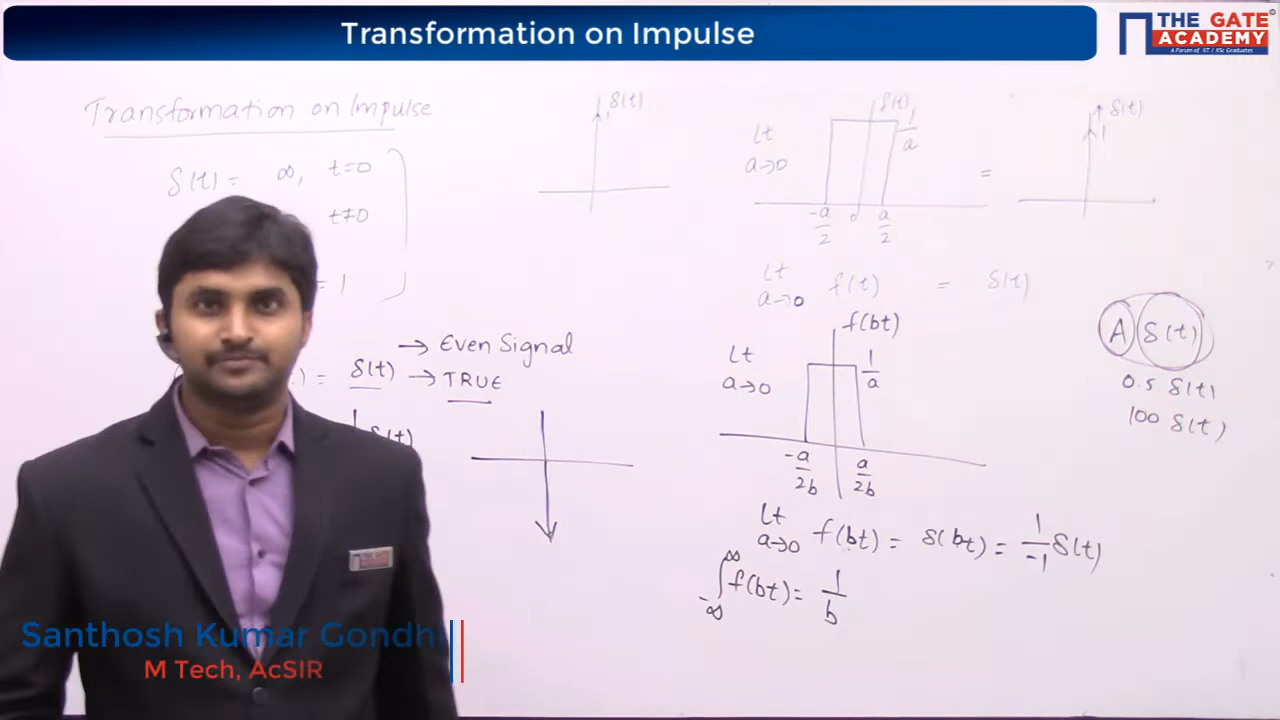 Transformation on Impulse
THE GATE
ACADEMY
A Forum of IIT / IISc Graduates
Transformation on Impulse
δ(t) = ∞, t=0
t≠0
= 1
δ(t)
1
Lt
a→0
f(t)
1/a
-a/2 0 a/2
=
δ(t)
1
Lt
a→0 f(t) = δ(t)
→ Even Signal
= δ(t) → TRUE
δ(t)
Lt
a→0
f(bt)
1/a
-a/2b a/2b
A δ(t)
0.5 δ(t)
100 δ(t)
Lt
a→0 f(bt) = δ(bt) = 1/-1 δ(t)
∫-∞^∞ f(bt) = 1/b
Santhosh Kumar Gondhi
M Tech, AcSIR